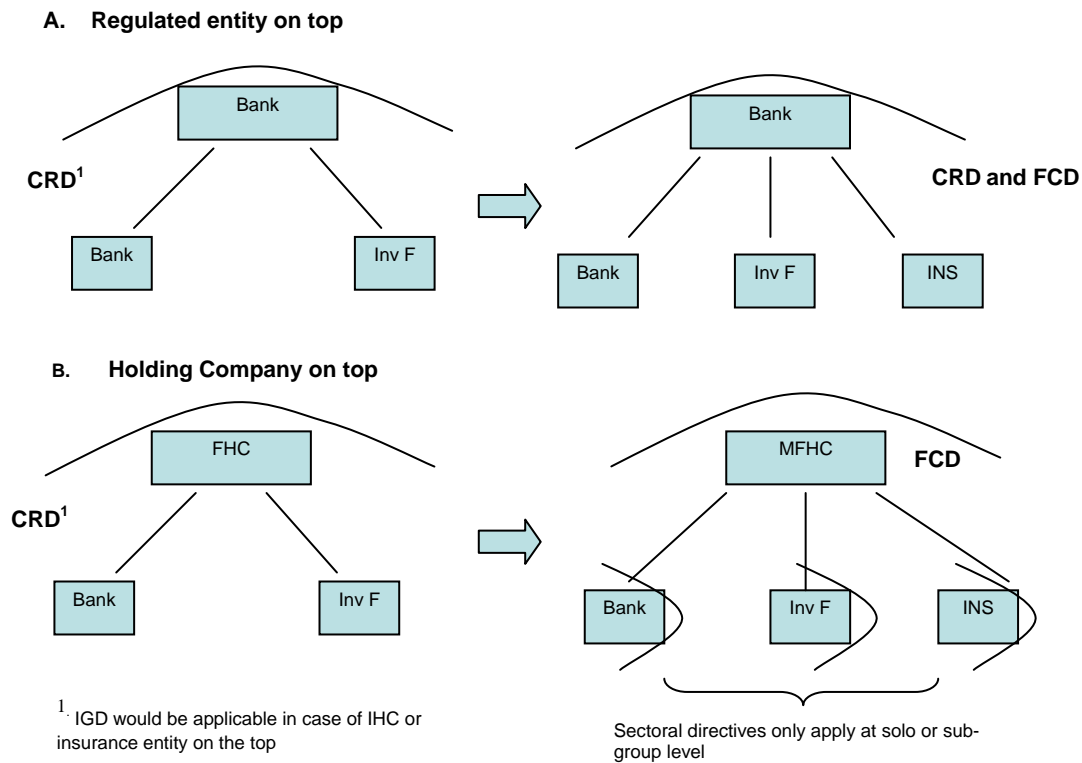 A. Regulated entity on top
Bank
Bank
CRD¹
CRD and FCD
Bank
Inv F
Bank
Inv F
INS
B. Holding Company on top
FHC
MFHC
FCD
CRD¹
Bank
Inv F
Bank
Inv F
INS
1. IGD would be applicable in case of IHC or
insurance entity on the top
Sectoral directives only apply at solo or sub-
group level